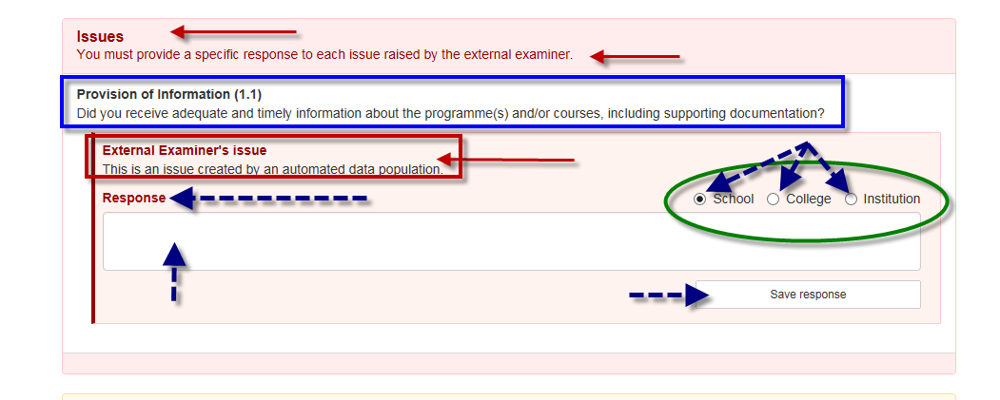 Issues
You must provide a specific response to each issue raised by the external examiner.
Provision of Information (1.1)
Did you receive adequate and timely information about the programme(s) and/or courses, including supporting documentation?
External Examiner's issue
This is an issue created by an automated data population.
Response
School College Institution
Save response